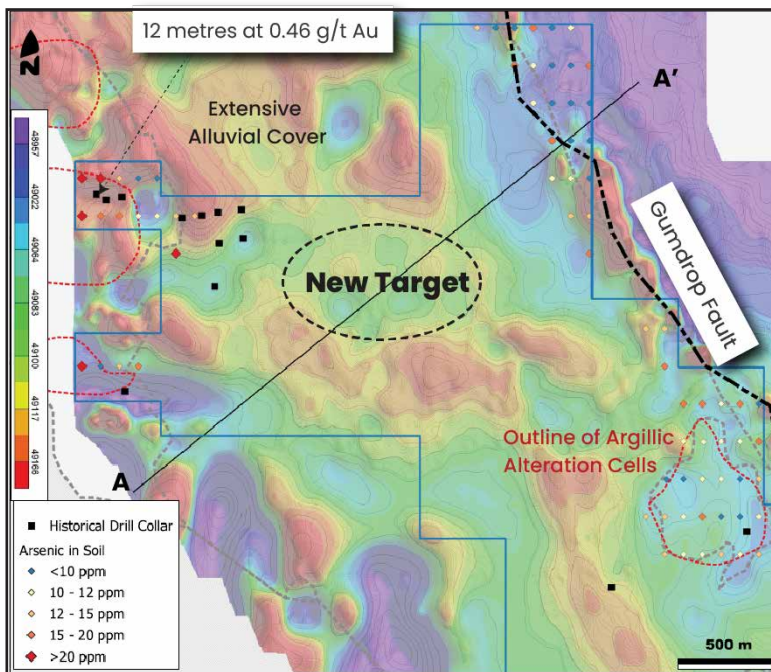 12 metres at 0.46 g/t Au
N
Extensive
Alluvial Cover
A'
48957
49022
49064
49083
49100
49117
49166
New Target
Gumdrop Fault
Outline of Argillic
Alteration Cells
A
Historical Drill Collar
Arsenic in Soil
<10 ppm
10 - 12 ppm
12 - 15 ppm
15 - 20 ppm
>20 ppm
500 m